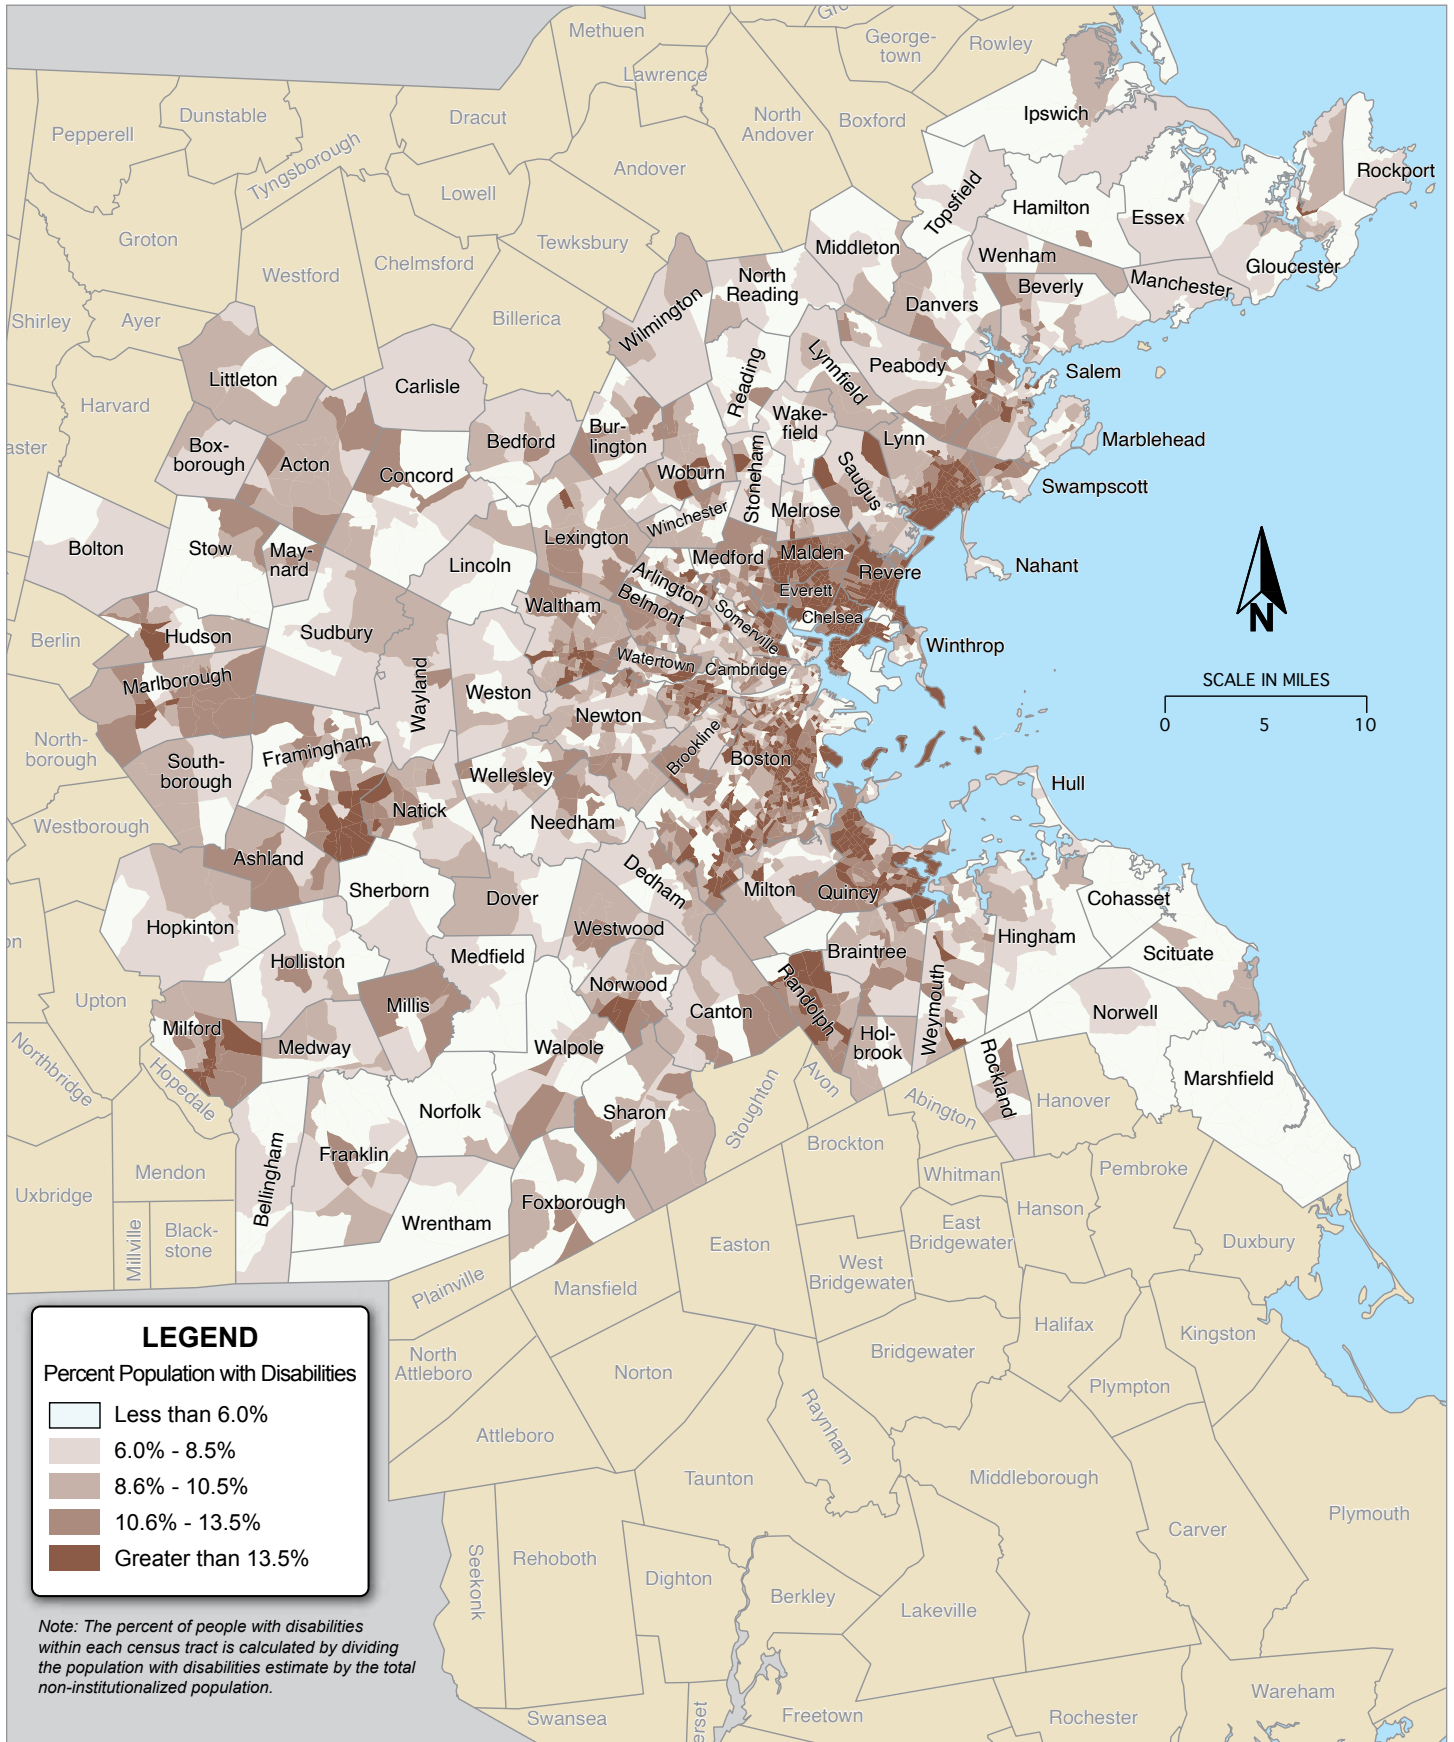 Methuen
Gro
George-
town
Rowley
Lawrence
Dunstable
Pepperell
Dracut
North
Andover
Boxford
Ipswich
Tyngsborough
Andover
Rockport
Lowell
Topsfield
Hamilton
Essex
Groton
Tewksbury
Middleton
Westford
Chelmsford
Wenham
Gloucester
North
Reading
Beverly
Manchester
Danvers
Shirley
Ayer
Billerica
Wilmington
Littleton
Carlisle
Reading
Lynnfield
Peabody
Salem
Harvard
Wake-
field
Bur-
lington
Bedford
Lynn
Marblehead
aster
Box-
borough
Acton
Concord
Woburn
Stoneham
Saugus
Swampscott
Winchester
Melrose
Bolton
Stow
May-
nard
Lexington
Lincoln
Medford
Malden
Revere
Nahant
Arlington
Everett
Waltham
Belmont
Somerville
Chelsea
Berlin
Hudson
Sudbury
Winthrop
Watertown
Cambridge
Marlborough
Wayland
Weston
Newton
North-
borough
Framingham
Brookline
Boston
South-
borough
Wellesley
Hull
Natick
Needham
Westborough
Ashland
Sherborn
Dedham
Milton
Quincy
Dover
Cohasset
Hopkinton
Westwood
Hingham
on
Holliston
Medfield
Braintree
Scituate
Upton
Millis
Norwood
Canton
Randolph
Weymouth
Norwell
Milford
Medway
Walpole
Hol-
brook
Northbridge
Hopedale
Rockland
Marshfield
Norfolk
Sharon
Stoughton
Avon
Abington
Hanover
Franklin
Brockton
Bellingham
Mendon
Whitman
Pembroke
Uxbridge
Foxborough
Hanson
Wrentham
Millville
Black-
stone
Easton
East
Bridgewater
Duxbury
West
Bridgewater
Plainville
Mansfield
Halifax
Kingston
North
Attleboro
Norton
Bridgewater
Plympton
Attleboro
Raynham
Taunton
Middleborough
Plymouth
Carver
Seekonk
Rehoboth
Dighton
Berkley
Lakeville
Swansea
erset
Freetown
Rochester
Wareham
N
SCALE IN MILES
0 5 10
LEGEND
Percent Population with Disabilities
Less than 6.0%
6.0% - 8.5%
8.6% - 10.5%
10.6% - 13.5%
Greater than 13.5%
Note: The percent of people with disabilities
within each census tract is calculated by dividing
the population with disabilities estimate by the total
non-institutionalized population.